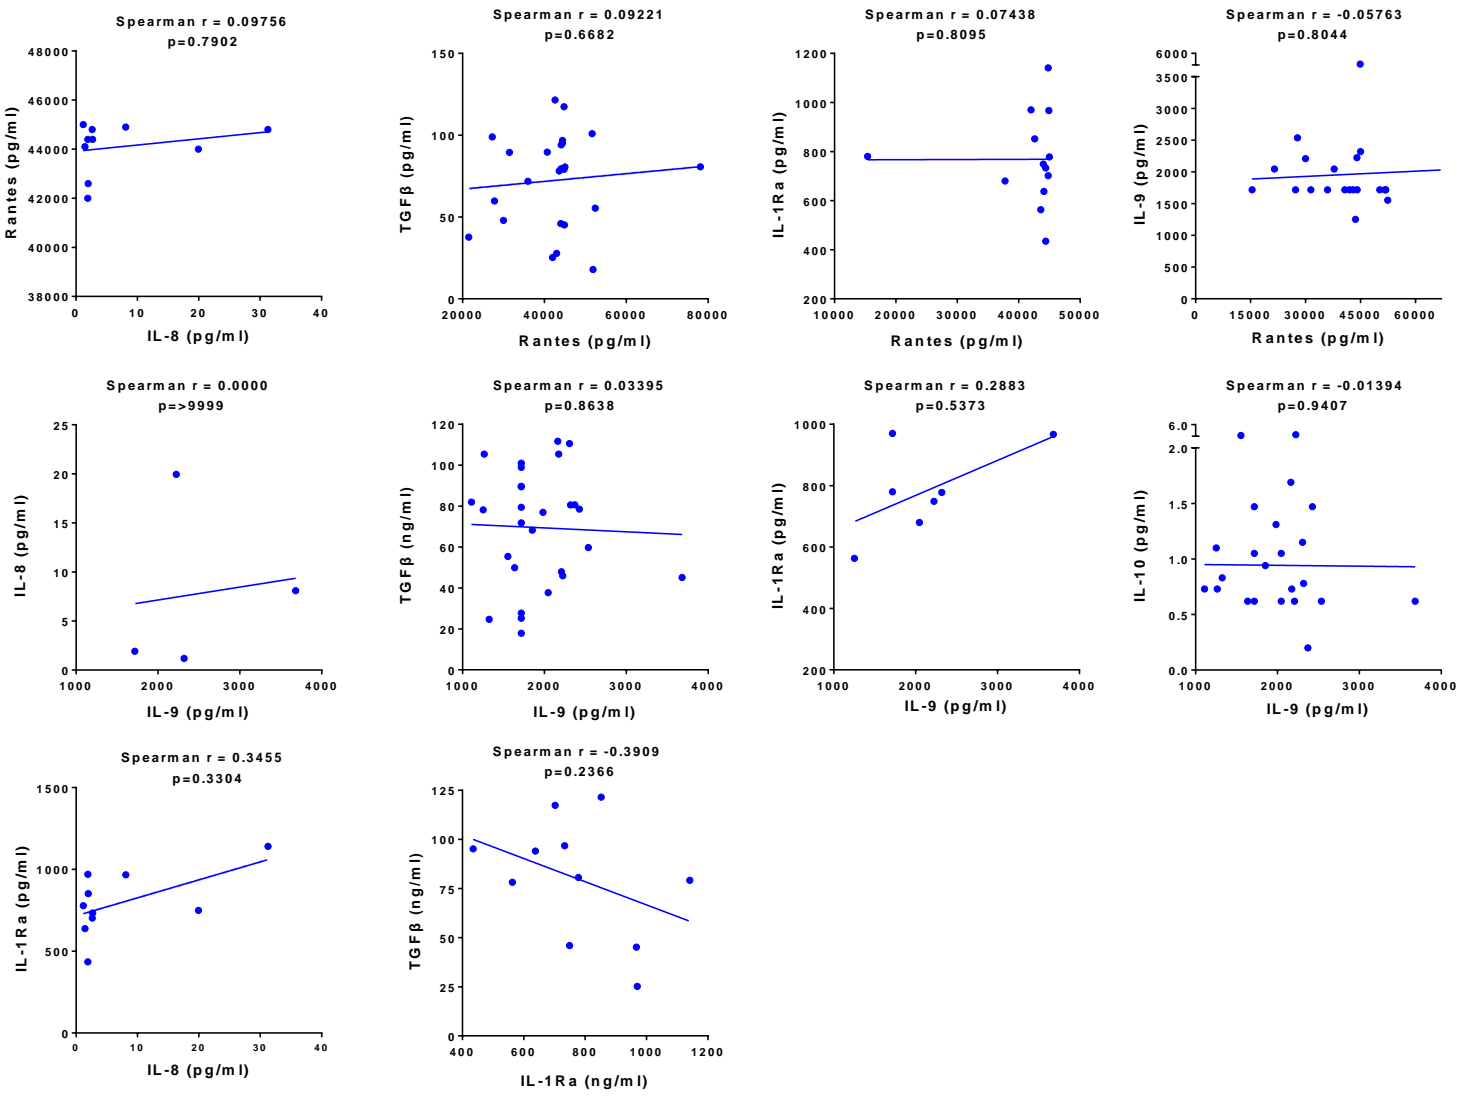 Spearman r = 0.09756
p=0.7902
48000
46000
44000
42000
40000
38000
0 10 20 30 40
Rantes (pg/ml)
IL-8 (pg/ml)
Spearman r = 0.09221
p=0.6682
150
100
50
0
20000 40000 60000 80000
TGFβ (pg/ml)
Rantes (pg/ml)
Spearman r = 0.07438
p=0.8095
1200
1000
800
600
400
200
10000 20000 30000 40000 50000
IL-1Ra (pg/ml)
Rantes (pg/ml)
Spearman r = -0.05763
p=0.8044
6000
3500
3000
2500
2000
1500
1000
500
0
0 15000 30000 45000 60000
IL-9 (pg/ml)
Rantes (pg/ml)
Spearman r = 0.0000
p=>9999
25
20
15
10
5
0
1000 2000 3000 4000
IL-8 (pg/ml)
IL-9 (pg/ml)
Spearman r = 0.03395
p=0.8638
120
100
80
60
40
20
0
1000 2000 3000 4000
TGFβ (ng/ml)
IL-9 (pg/ml)
Spearman r = 0.2883
p=0.5373
1000
800
600
400
200
1000 2000 3000 4000
IL-1Ra (pg/ml)
IL-9 (pg/ml)
Spearman r = -0.01394
p=0.9407
6.0
2.0
1.5
1.0
0.5
0.0
1000 2000 3000 4000
IL-10 (pg/ml)
IL-9 (pg/ml)
Spearman r = 0.3455
p=0.3304
1500
1000
500
0
0 10 20 30 40
IL-1Ra (pg/ml)
IL-8 (pg/ml)
Spearman r = -0.3909
p=0.2366
125
100
75
50
25
0
400 600 800 1000 1200
TGFβ (ng/ml)
IL-1Ra (ng/ml)